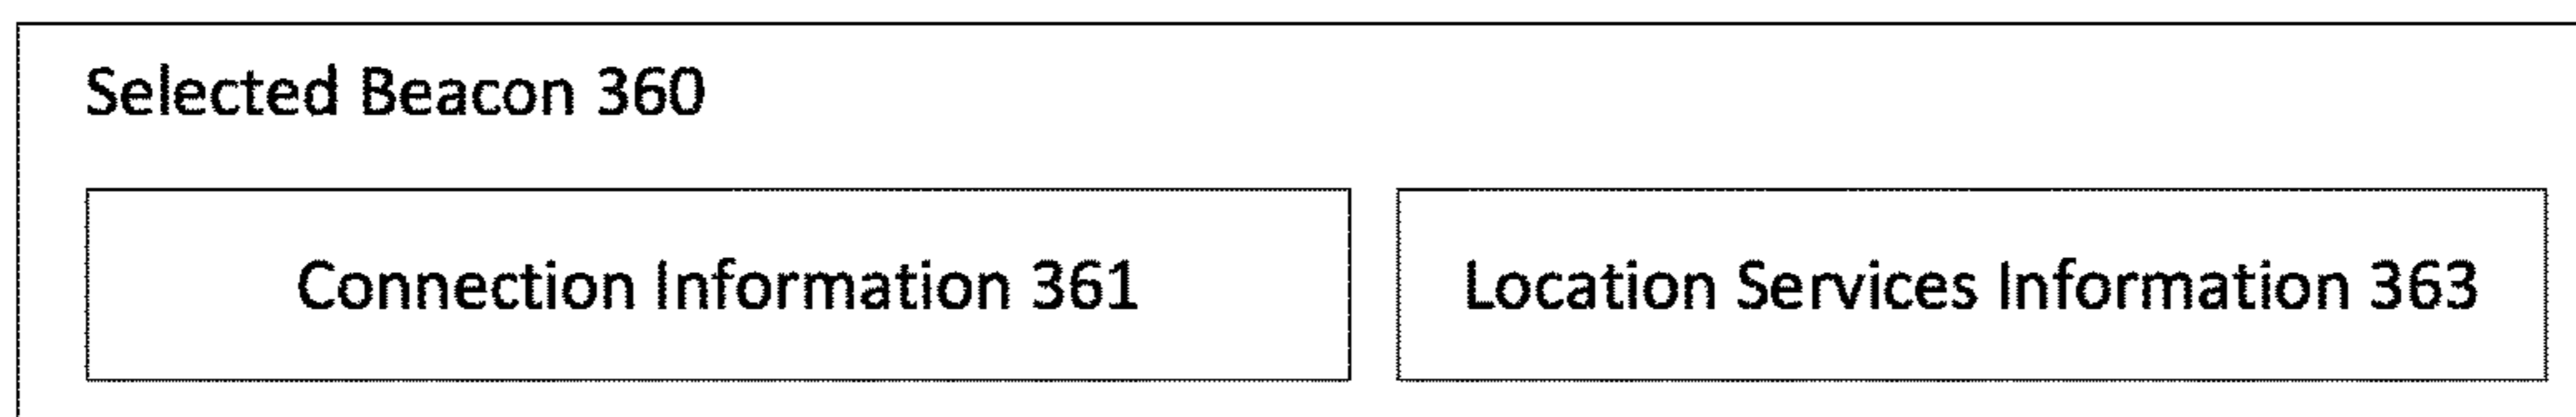 Selected Beacon 360
Connection Information 361
Location Services Information 363